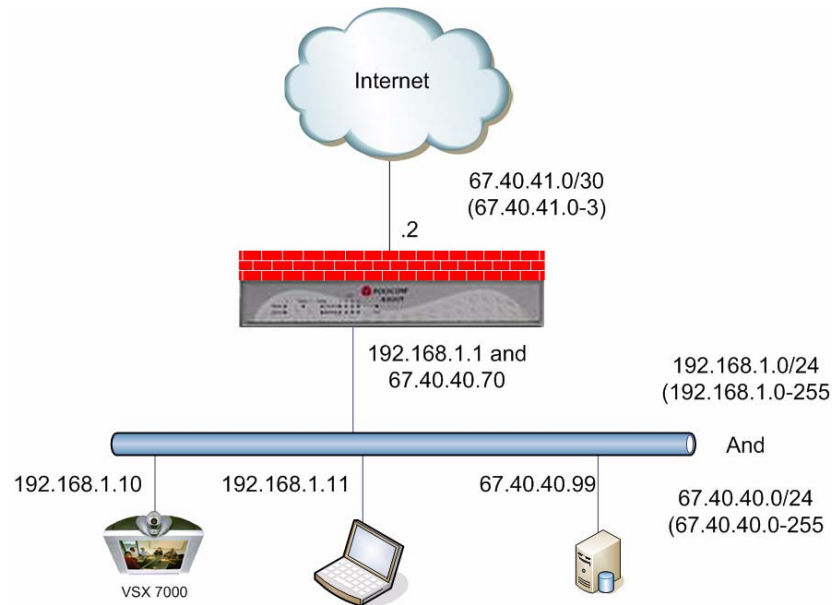 Internet
67.40.41.0/30
(67.40.41.0-3)
.2
POLYCOM
192.168.1.1 and
67.40.40.70
192.168.1.0/24
(192.168.1.0-255
And
192.168.1.10
192.168.1.11
67.40.40.99
67.40.40.0/24
(67.40.40.0-255
VSX 7000